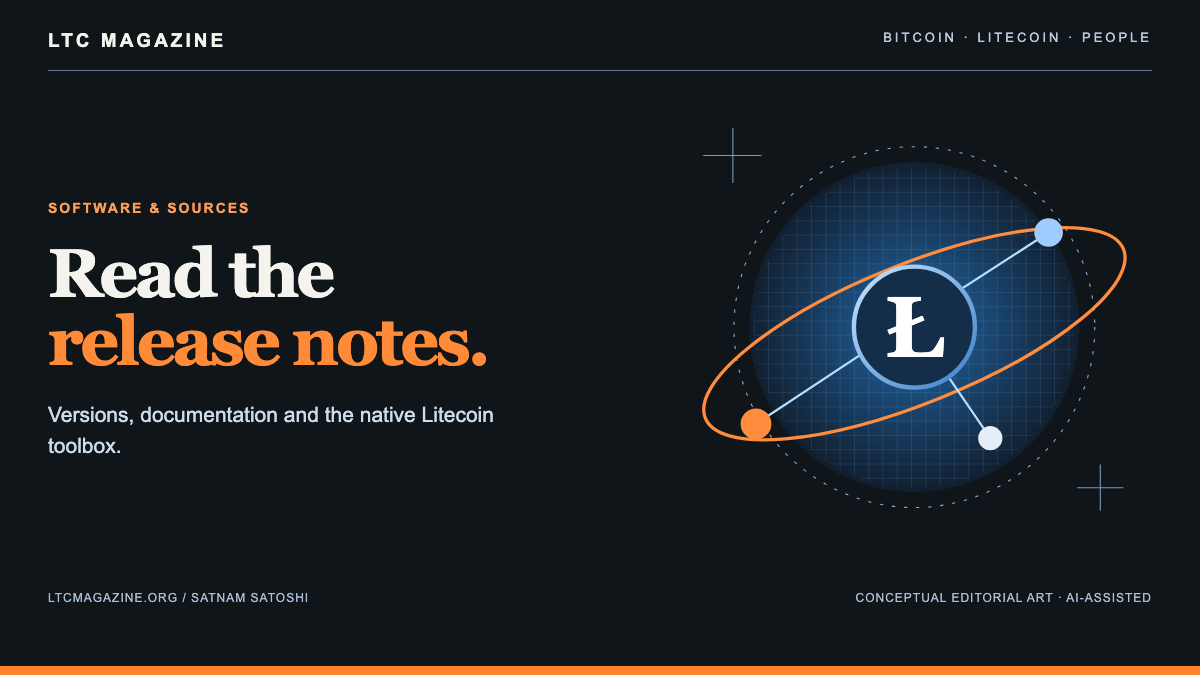 LTC MAGAZINE
BITCOIN · LITECOIN · PEOPLE
SOFTWARE & SOURCES
Read the
release notes.
Versions, documentation and the native Litecoin
toolbox.
Ł
LTCMAGAZINE.ORG / SATNAM SATOSHI
CONCEPTUAL EDITORIAL ART · AI-ASSISTED